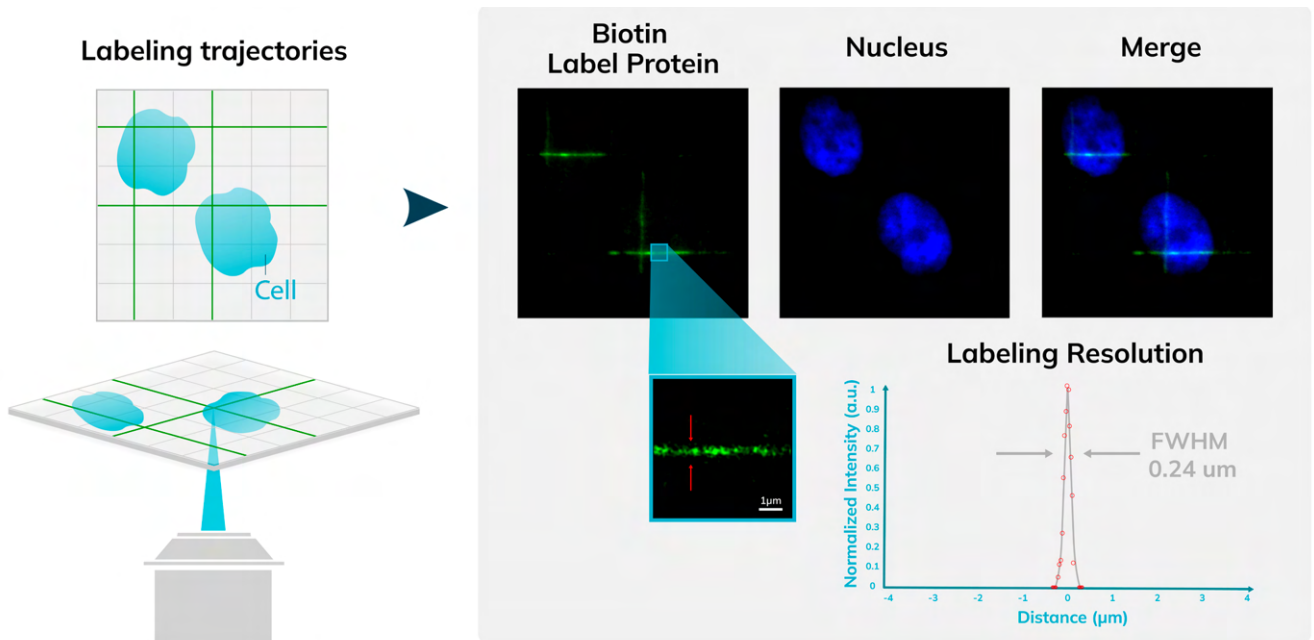 Labeling trajectories
Cell
Biotin
Label Protein
Nucleus
Merge
1µm
Labeling Resolution
Normalized Intensity (a.u.)
1
0.9
0.8
0.7
0.6
0.5
0.4
0.3
0.2
0.1
0
-4 -3 -2 -1 0 1 2 3 4
Distance (µm)
FWHM
0.24 um